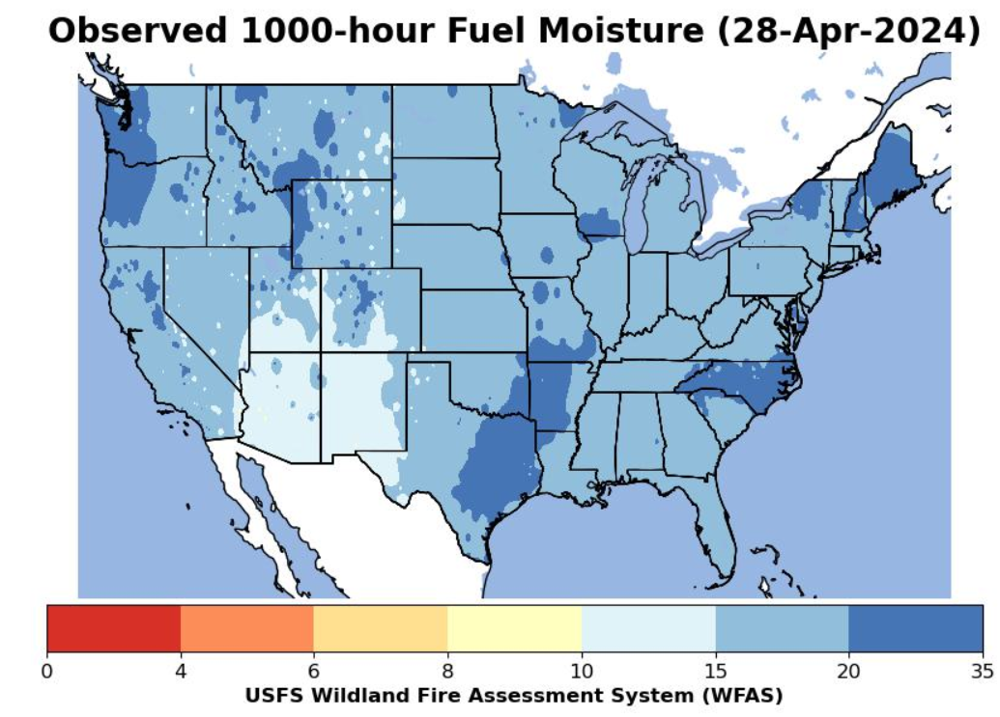 Observed 1000-hour Fuel Moisture (28-Apr-2024)
0 4 6 8 10 15 20 35
USFS Wildland Fire Assessment System (WFAS)